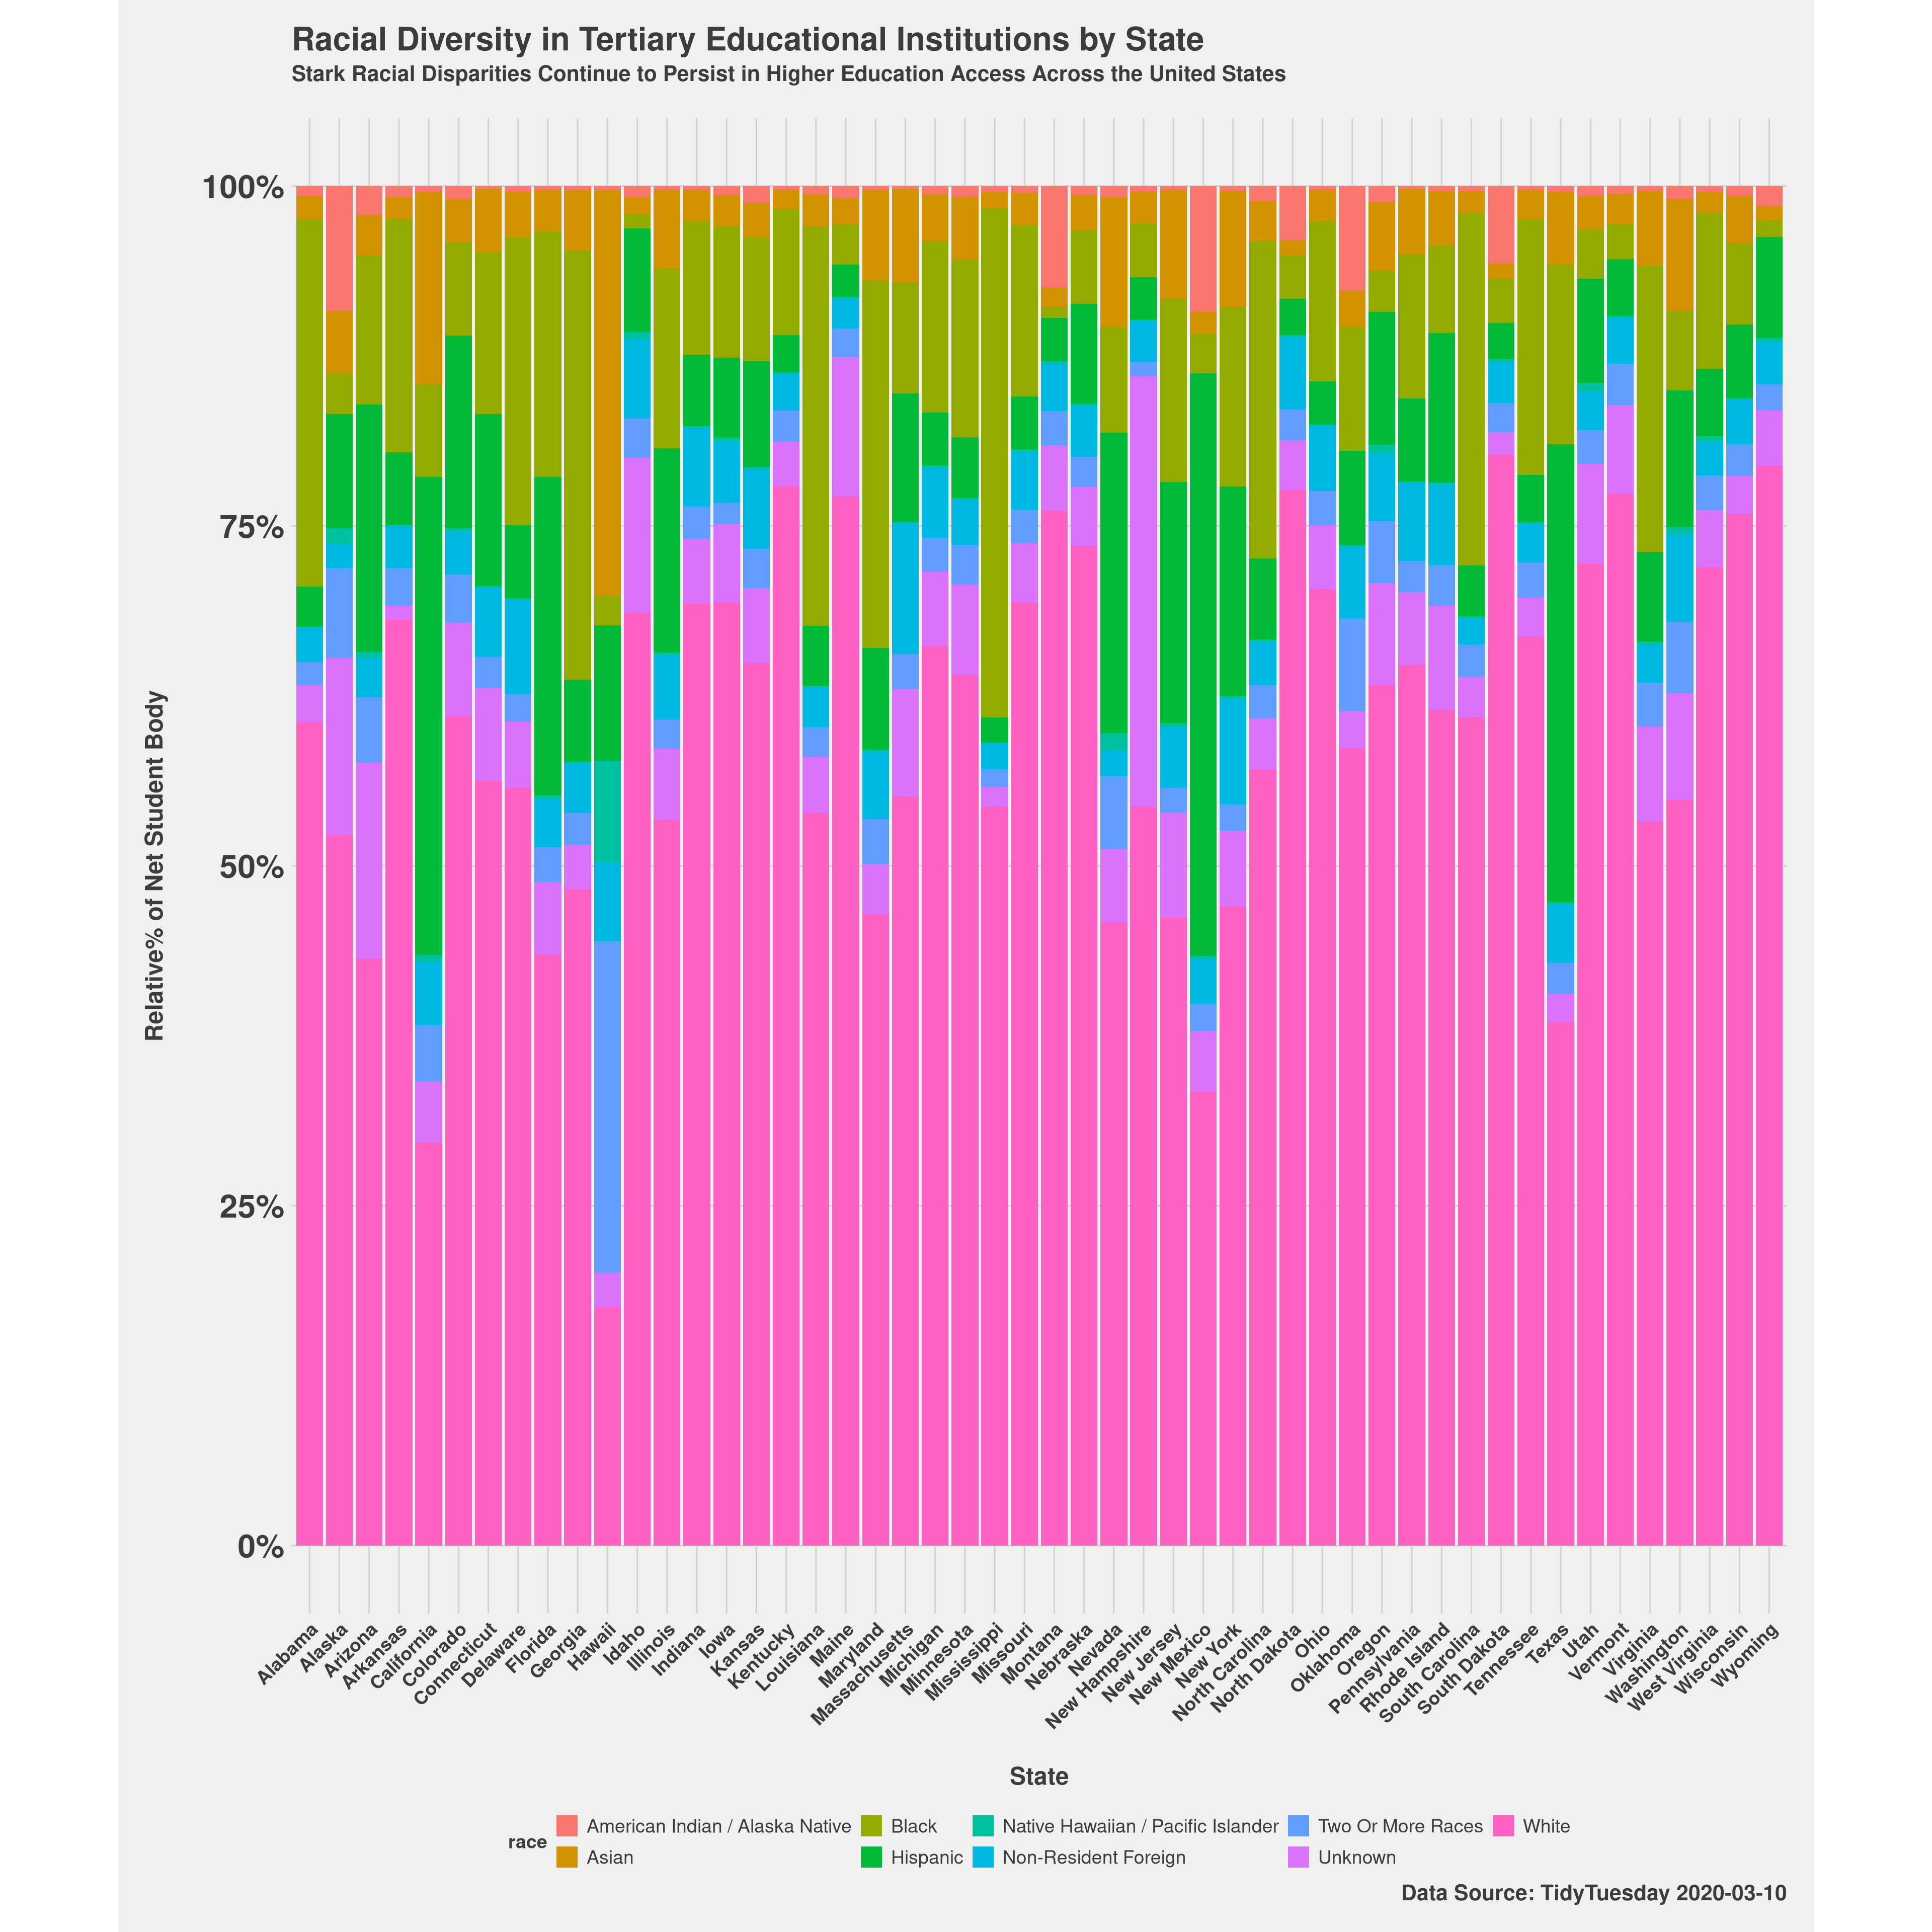 Racial Diversity in Tertiary Educational Institutions by State
Stark Racial Disparities Continue to Persist in Higher Education Access Across the United States
100%
75%
50%
25%
0%
Relative% of Net Student Body
Alabama
Alaska
Arizona
Arkansas
California
Colorado
Connecticut
Delaware
Florida
Georgia
Hawaii
Idaho
Illinois
Indiana
Iowa
Kansas
Kentucky
Louisiana
Maine
Maryland
Massachusetts
Michigan
Minnesota
Mississippi
Missouri
Montana
Nebraska
Nevada
New Hampshire
New Jersey
New Mexico
New York
North Carolina
North Dakota
Ohio
Oklahoma
Oregon
Pennsylvania
Rhode Island
South Carolina
South Dakota
Tennessee
Texas
Utah
Vermont
Virginia
Washington
West Virginia
Wisconsin
Wyoming
State
race
American Indian / Alaska Native
Black
Native Hawaiian / Pacific Islander
Two Or More Races
White
Asian
Hispanic
Non-Resident Foreign
Unknown
Data Source: TidyTuesday 2020-03-10